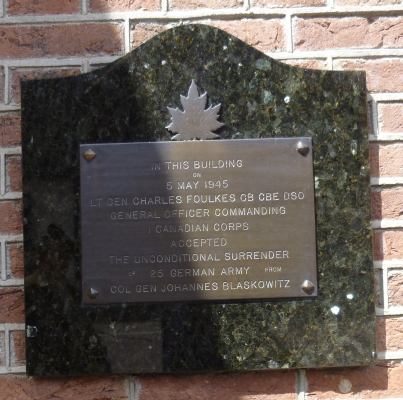 IN THIS BUILDING
ON
5 MAY 1945
LT GEN CHARLES FOULKES CB CBE DSO
GENERAL OFFICER COMMANDING
I CANADIAN CORPS
ACCEPTED
THE UNCONDITIONAL SURRENDER
OF 25 GERMAN ARMY FROM
COL GEN JOHANNES BLASKOWITZ